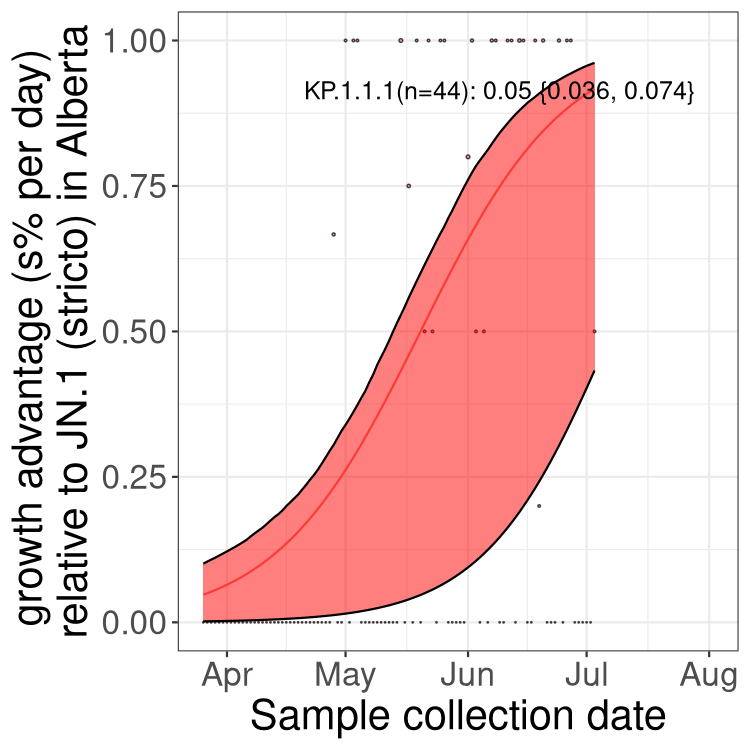 growth advantage (s% per day)
relative to JN.1 (stricto) in Alberta
1.00
0.75
0.50
0.25
0.00
KP.1.1.1(n=44): 0.05 {0.036, 0.074}
Apr May Jun Jul Aug
Sample collection date